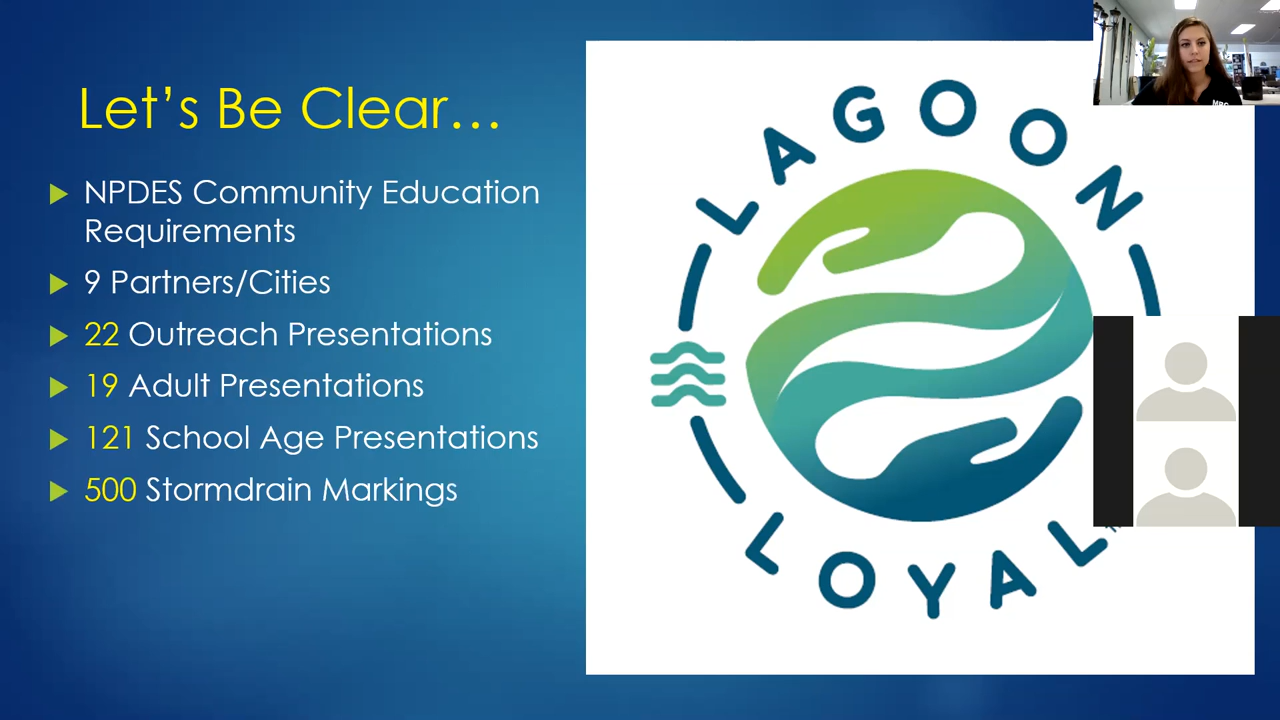 Let's Be Clear...
NPDES Community Education
Requirements
9 Partners/Cities
22 Outreach Presentations
19 Adult Presentations
121 School Age Presentations
500 Stormdrain Markings
LAGOON
LOYAL